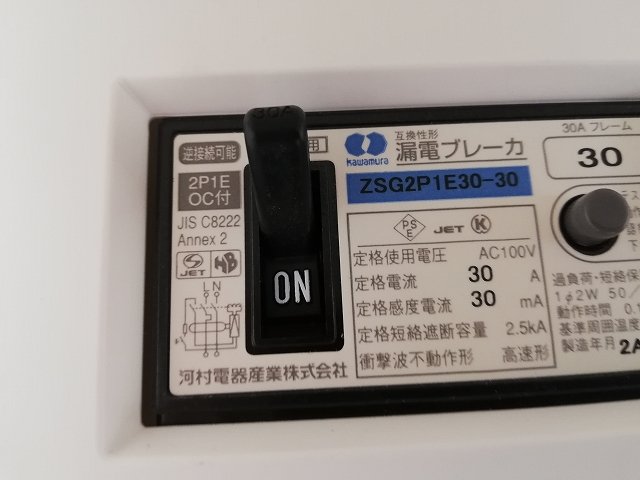 30A
逆接続可能
用
2P1E
OC付
JIS C8222
Annex 2
JET
L N
河村電器産業株式会社
ON
Kawamura
互換性形
漏電ブレーカ
ZSG2P1E30-30
PS
E
JET
K
定格使用電圧 AC100V
定格電流 30 A
定格感度電流 30 mA
定格短絡遮断容量 2.5kA
衝撃波不動作形 高速形
30A フレーム
30
過負荷・短絡保
1φ2W 50/
動作時間 0.1
基準周囲温度
製造年月 2A